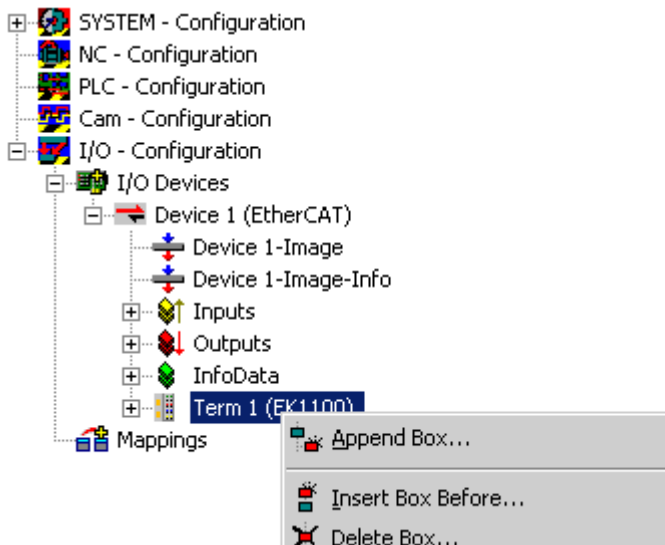 SYSTEM - Configuration
NC - Configuration
PLC - Configuration
Cam - Configuration
I/O - Configuration
I/O Devices
Device 1 (EtherCAT)
Device 1-Image
Device 1-Image-Info
Inputs
Outputs
InfoData
Term 1 (EK1100)
Mappings
Append Box...
Insert Box Before...
Delete Box...